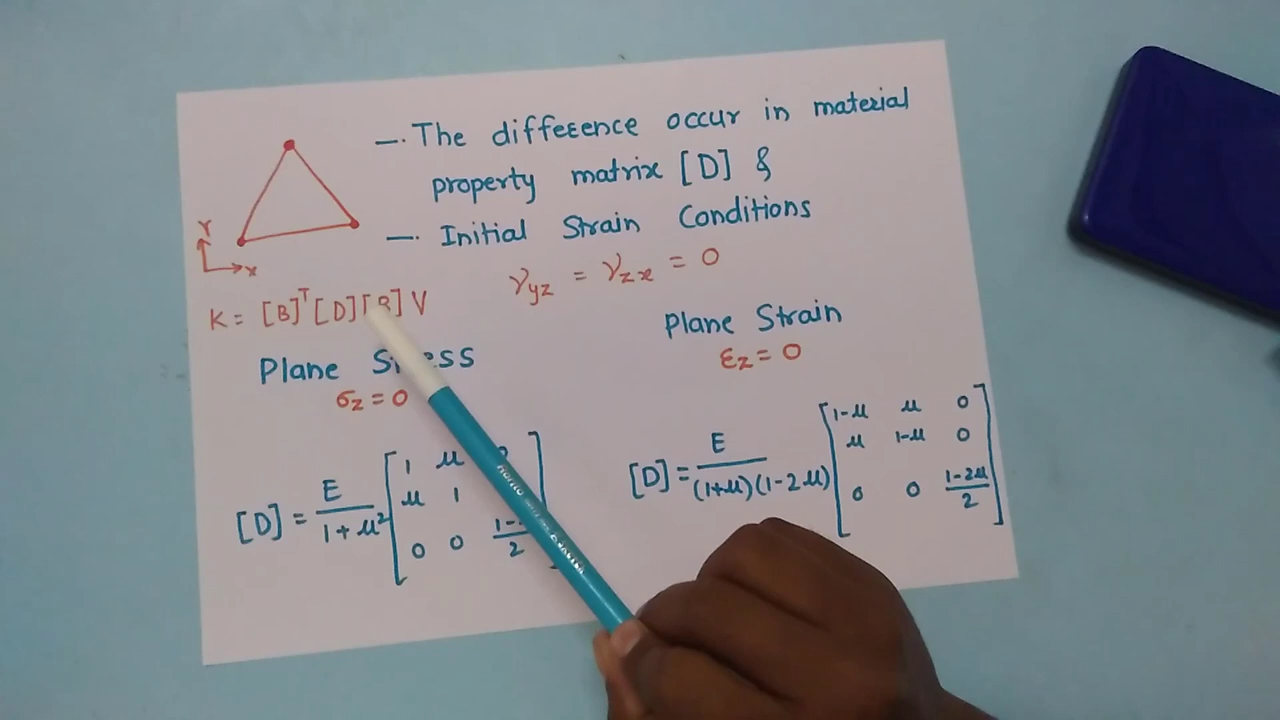 — The difference occur in material
property matrix [D] &
— Initial Strain Conditions
Y
x
γyz = γzx = 0
K = [B]ᵀ [D][B] V
Plane Stress
σz = 0
Plane Strain
εz = 0
[D] = E / 1+μ² [
1 μ
μ 1
0 0 2
]
[D] = E / (1+μ)(1-2μ) [
1-μ μ 0
μ 1-μ 0
0 0 1-2μ / 2
]